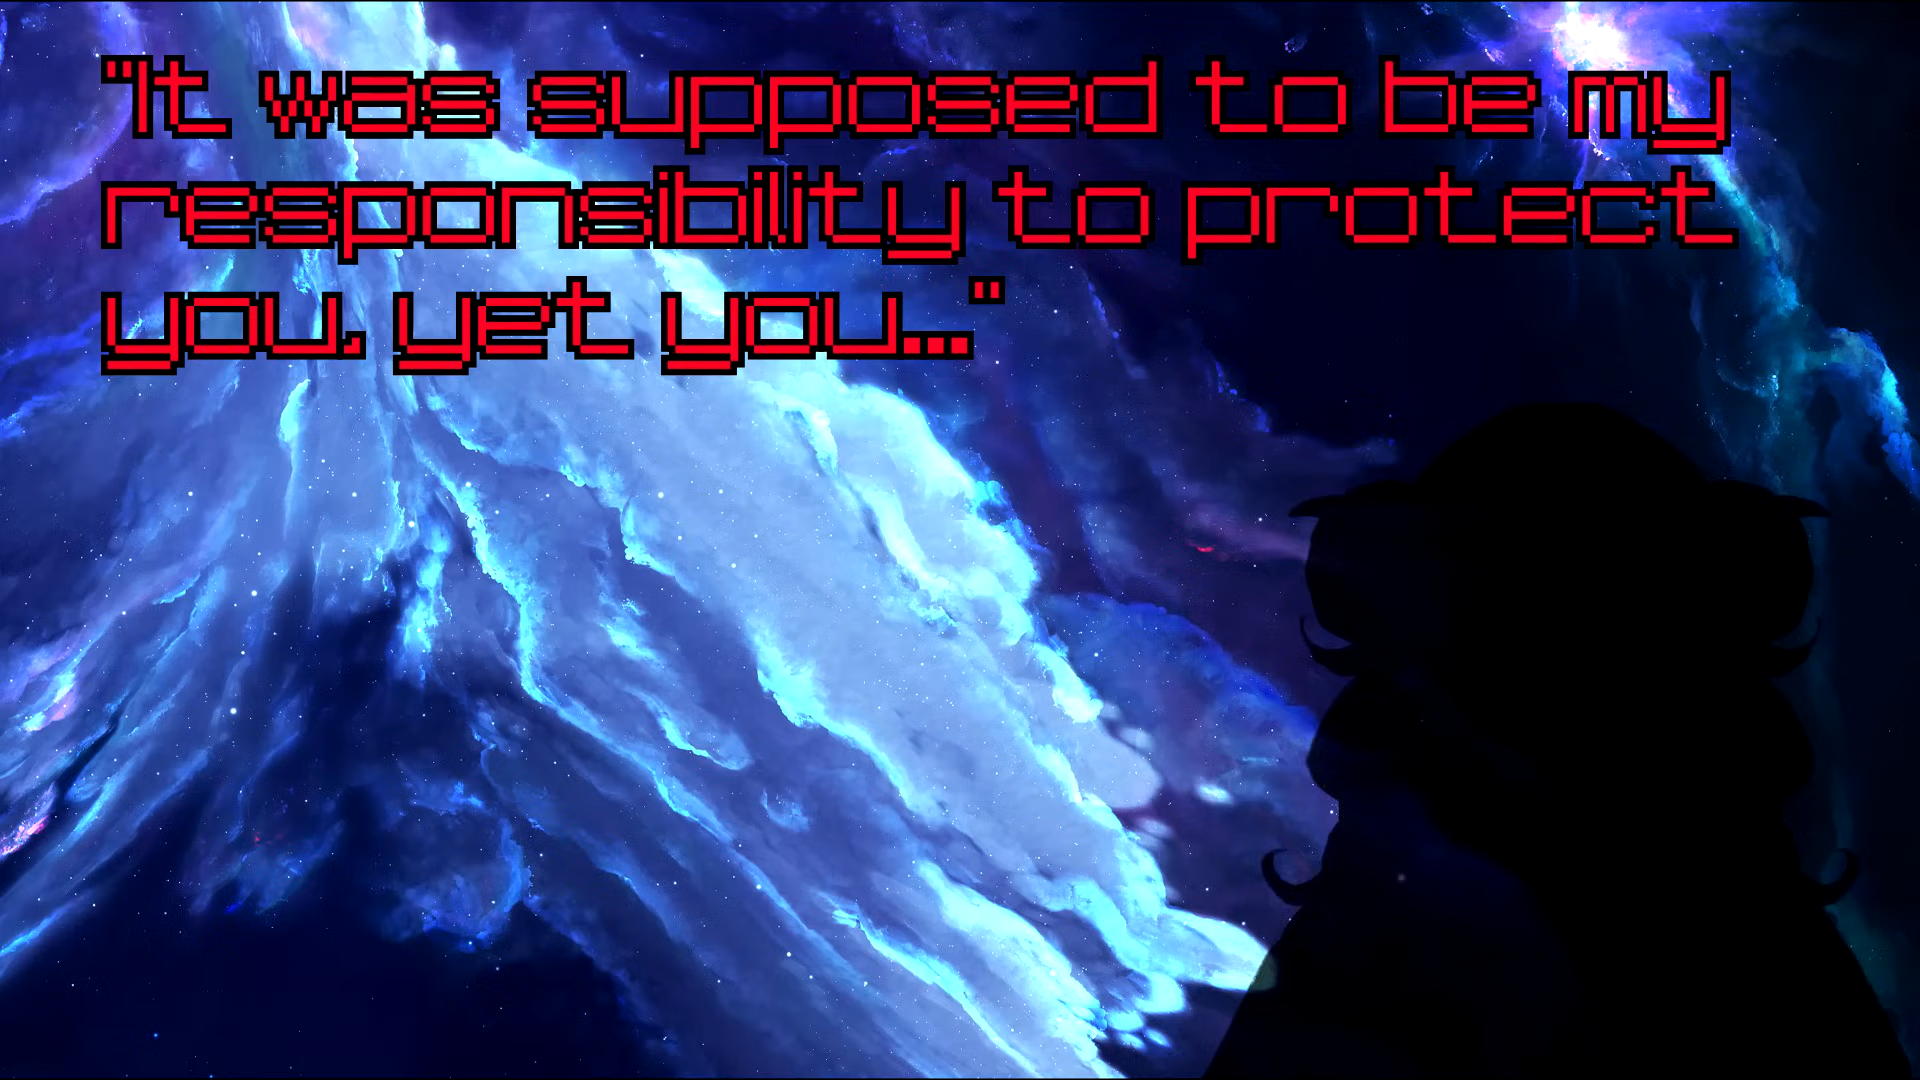 "It was supposed to be my
responsibility to protect
you, yet you..."